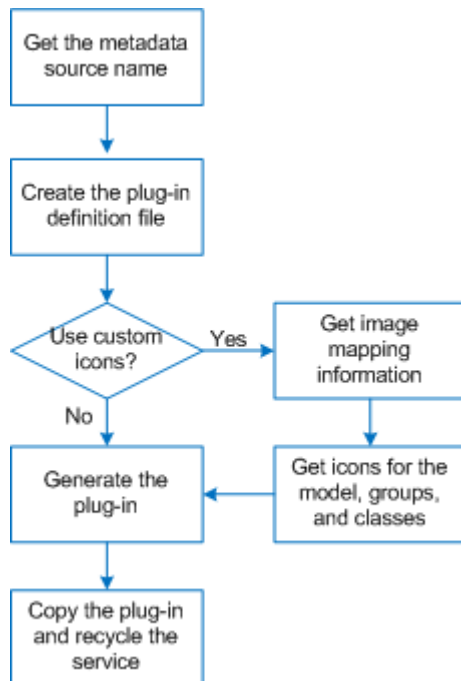 Get the metadata
source name
Create the plug-in
definition file
Use custom
icons?
Yes
Get image
mapping
information
No
Generate the
plug-in
Get icons for the
model, groups,
and classes
Copy the plug-in
and recycle the
service